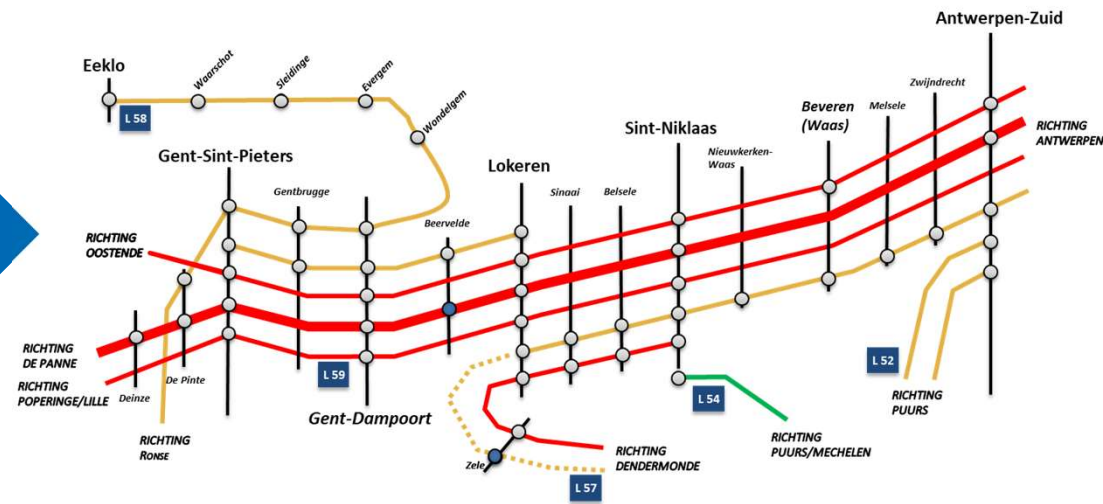 Antwerpen-Zuid
Eeklo
Waarschot
Sleidinge
Evergem
Wondelgem
L 58
Zwijndrecht
Melsele
Beveren
(Waas)
RICHTING
ANTWERPEN
Sint-Niklaas
Nieuwkerken-
Waas
Gent-Sint-Pieters
Gentbrugge
Lokeren
Sinaai
Belsele
Beervelde
RICHTING
OOSTENDE
RICHTING
DE PANNE
RICHTING
POPERINGE/LILLE
Deinze
De Pinte
L 59
Gent-Dampoort
L 52
RICHTING
PUURS
L 54
RICHTING
PUURS/MECHELEN
RICHTING
RONSE
Zele
RICHTING
DENDERMONDE
L 57